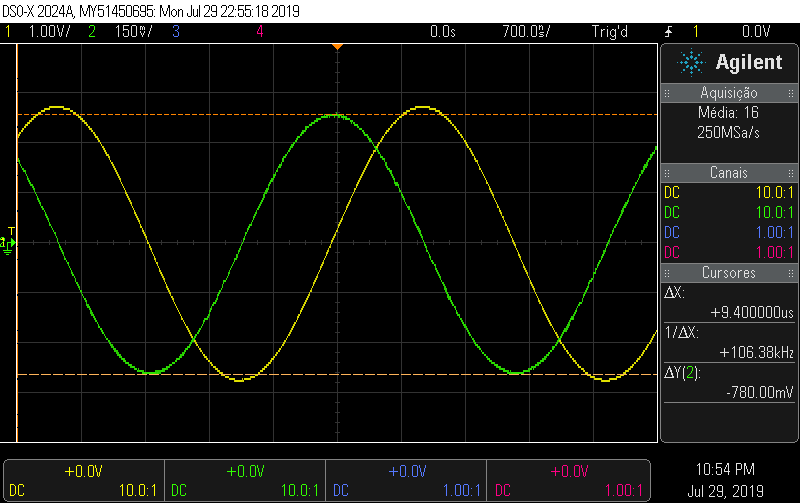 DSO-X 2024A, MY51450695: Mon Jul 29 22:55:18 2019
1 1.00V/ 2 150㎷/ 3 4 0.0s 700.0㎱/ Trig'd 1 0.0V
Agilent
Aquisição
Média: 16
250MSa/s
Canais
DC 10.0:1
DC 10.0:1
DC 1.00:1
DC 1.00:1
Cursores
ΔX:
+9.400000us
1/ΔX:
+106.38kHz
ΔY(2):
-780.00mV
T
2
+0.0V +0.0V +0.0V +0.0V
DC 10.0:1 DC 10.0:1 DC 1.00:1 DC 1.00:1
10:54 PM
Jul 29, 2019